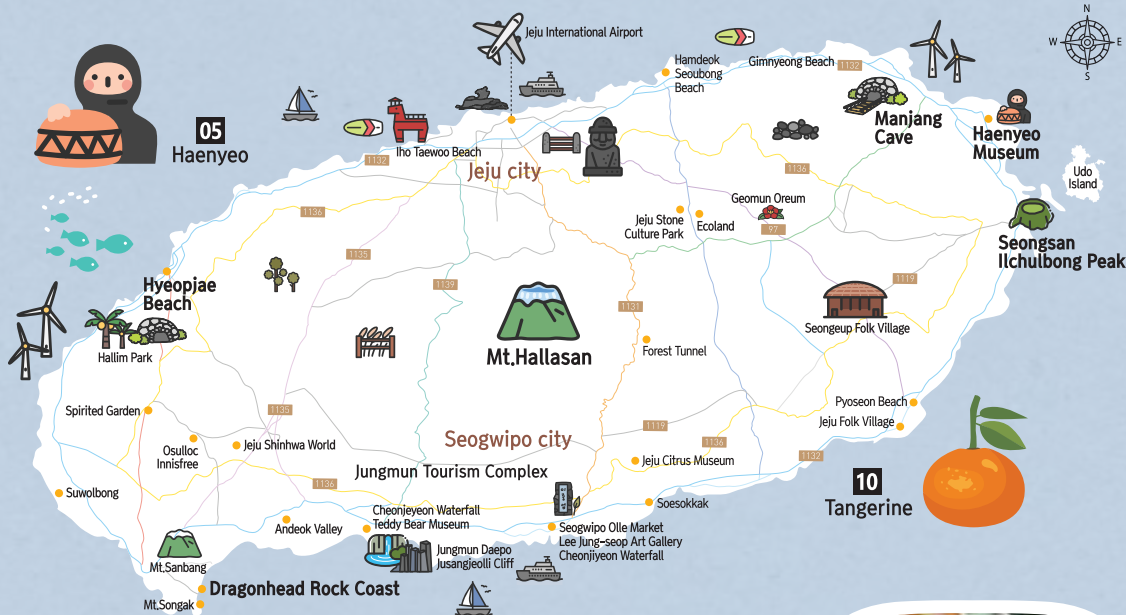 Jeju International Airport
N
W
E
S
Hamdeok
Seoubong
Beach
Gimnyeong Beach
1132
Manjang
Cave
Haenyeo
Museum
05
Haenyeo
Iho Taewoo Beach
1132
Jeju city
1136
Udo
Island
1136
Geomun Oreum
97
Jeju Stone
Culture Park
Ecoland
Seongsan
Ilchulbong Peak
1135
1139
1119
Hyeopjae
Beach
1131
Seongeup Folk Village
Hallim Park
Mt.Hallasan
Forest Tunnel
Spirited Garden
1135
Pyoseon Beach
Jeju Folk Village
1119
Seogwipo city
1136
Osulloc
Innisfree
Jeju Shinhwa World
1132
Jungmun Tourism Complex
Jeju Citrus Museum
10
Tangerine
1136
Suwolbong
Soesokkak
Cheonjeyeon Waterfall
Teddy Bear Museum
Andeok Valley
Seogwipo Olle Market
Lee Jung-seop Art Gallery
Cheonjiyeon Waterfall
Jungmun Daepo
Jusangjeolli Cliff
Mt.Sanbang
Dragonhead Rock Coast
Mt.Songak